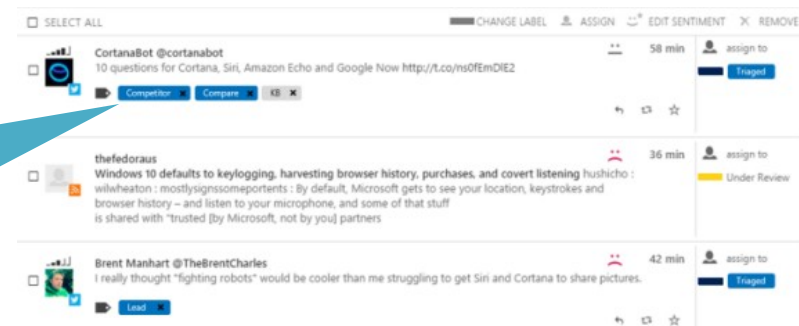 SELECT ALL CHANGE LABEL ASSIGN EDIT SENTIMENT REMOVE
CortanaBot @cortanabot 58 min assign to
10 questions for Cortana, Siri, Amazon Echo and Google Now http://t.co/ns0fEmDlE2
Triaged
Competitor x Compare x KB x
thefedoraus 36 min assign to
Windows 10 defaults to keylogging, harvesting browser history, purchases, and covert listening hushicho :
Under Review
wilwheaton : mostlysignssomeportents : By default, Microsoft gets to see your location, keystrokes and
browser history – and listen to your microphone, and some of that stuff
is shared with "trusted [by Microsoft, not by you] partners
Brent Manhart @TheBrentCharles 42 min assign to
I really thought "fighting robots" would be cooler than me struggling to get Siri and Cortana to share pictures.
Triaged
Lead x